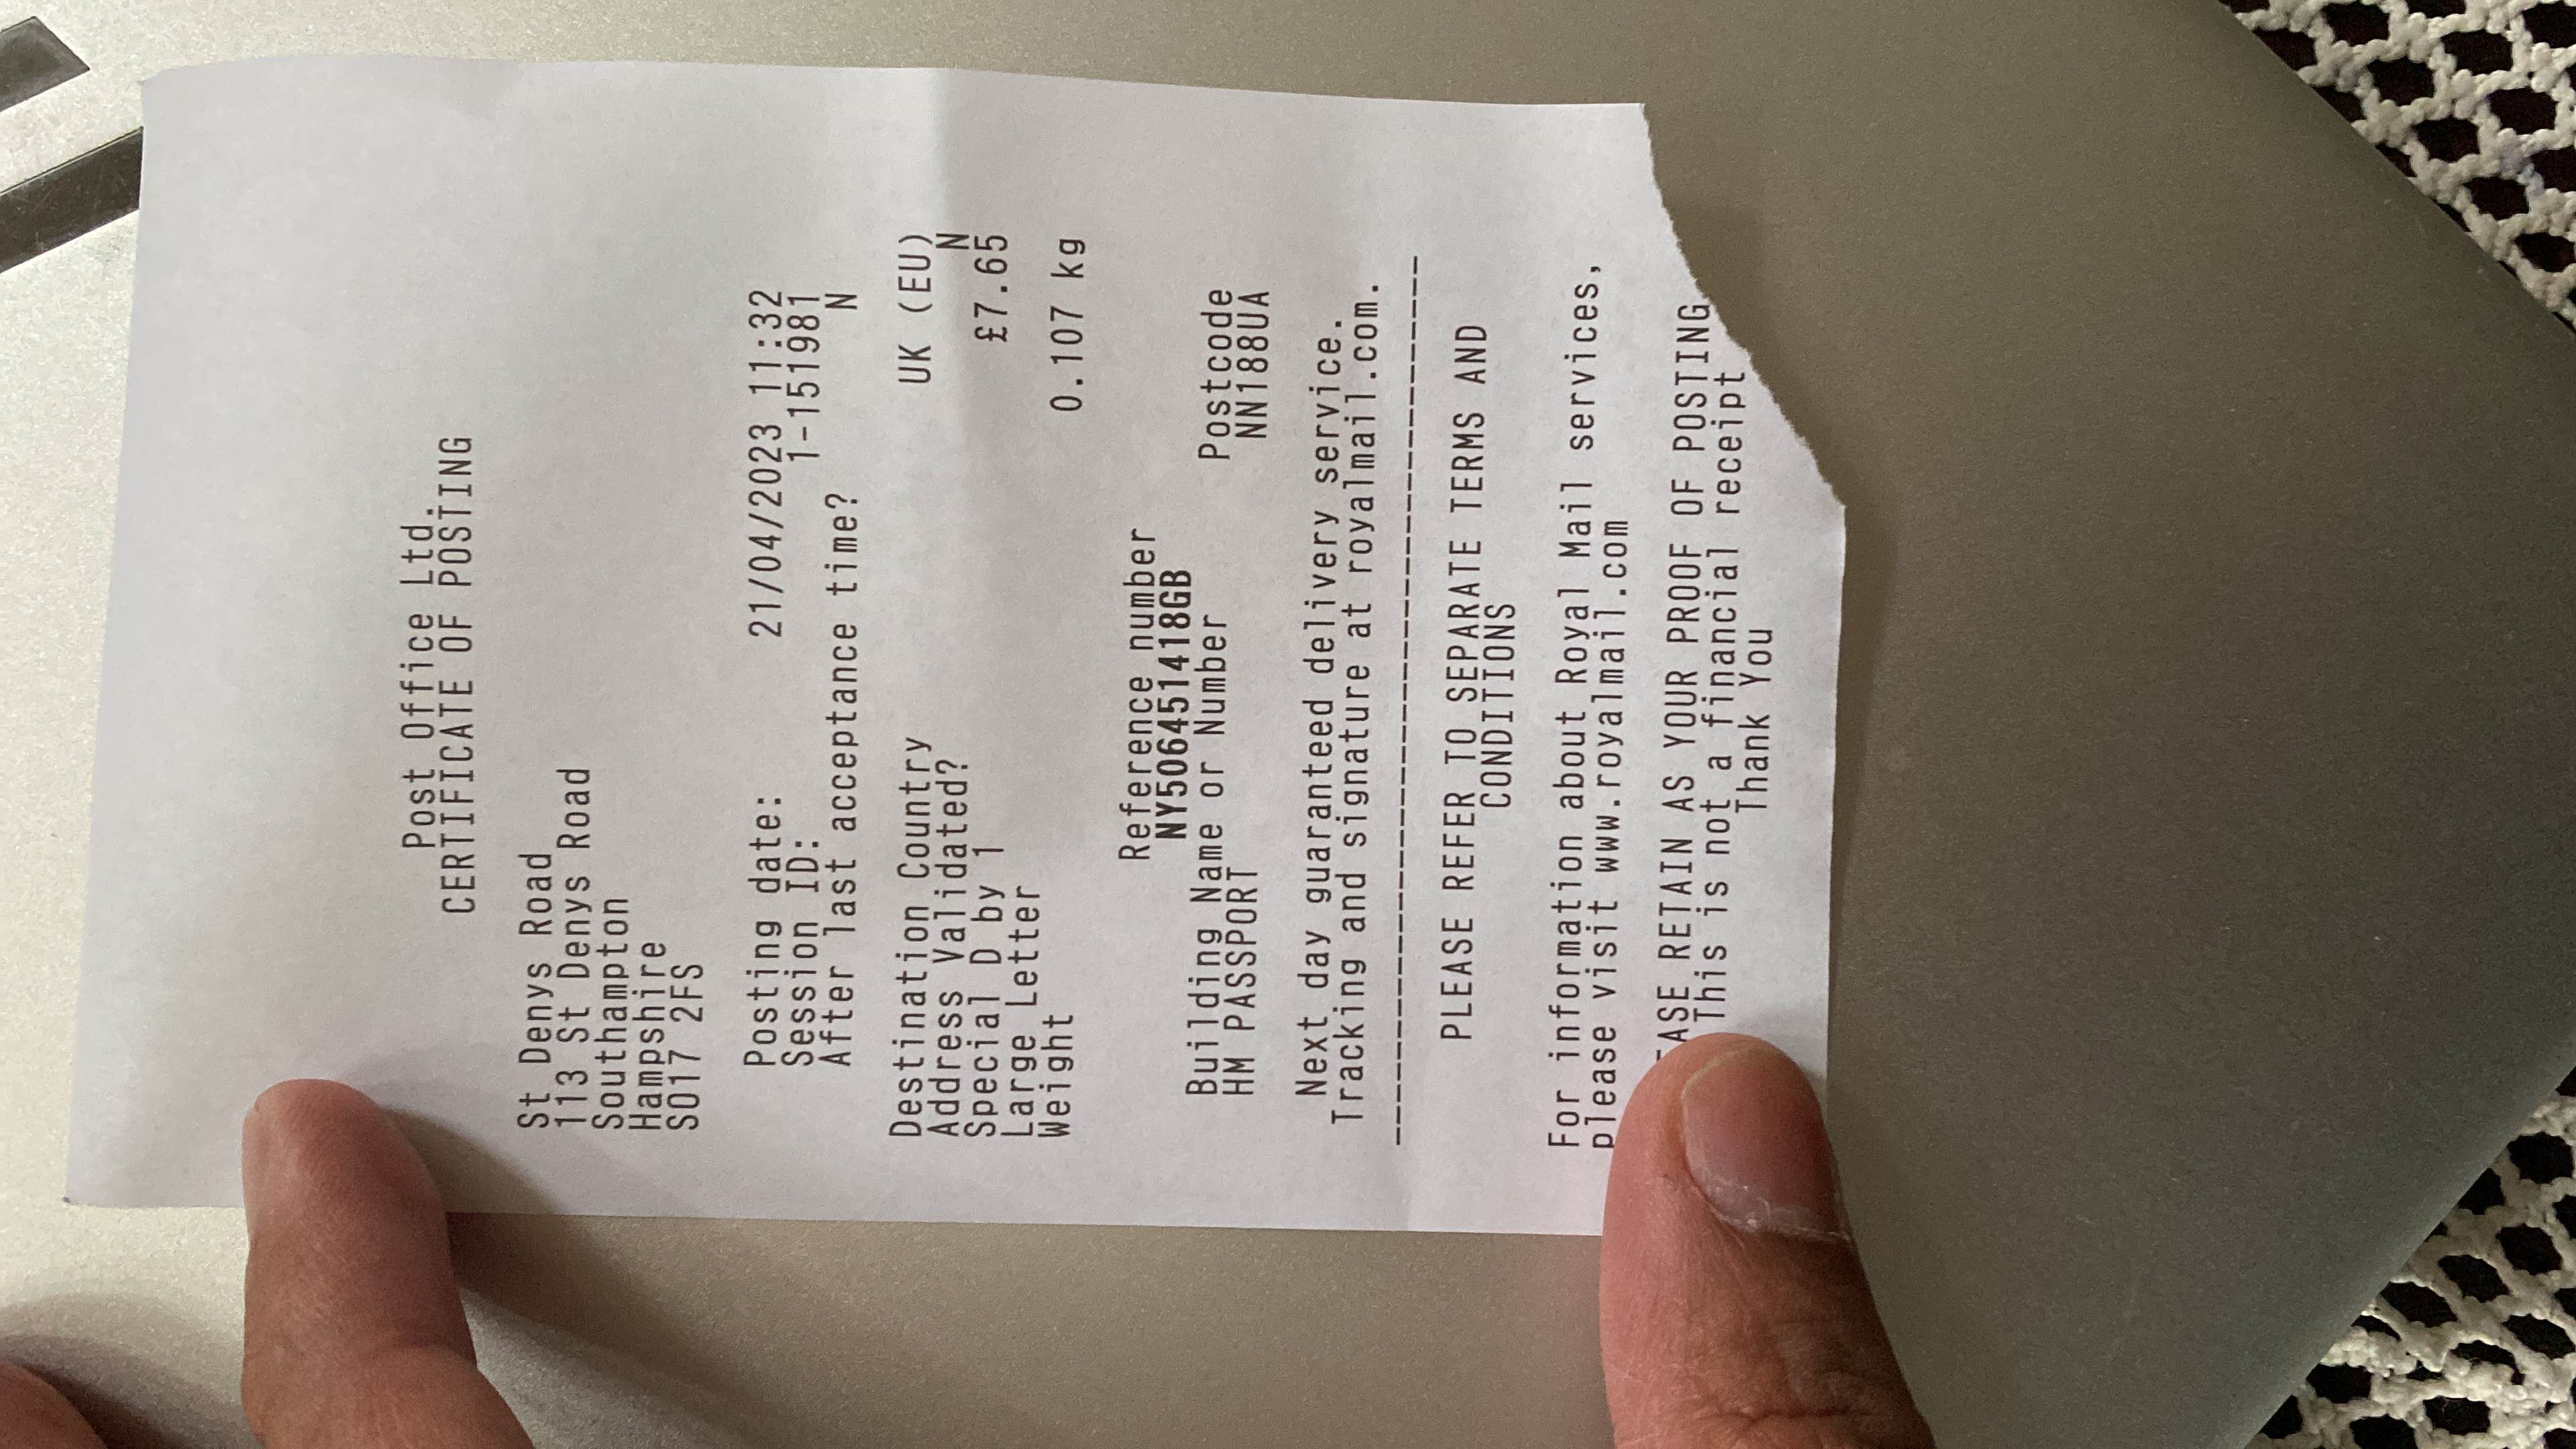 Post Office Ltd.
CERTIFICATE OF POSTING
St Denys Road
113 St Denys Road
Southampton
Hampshire
SO17 2FS
Posting date: 21/04/2023 11:32
Session ID: 1-1519811
After last acceptance time? N
Destination Country UK (EU)
Address Validated? N
Special D by 1 £7.65
Large Letter
Weight 0.107 kg
Reference number
NY506451418GB
Building Name or Number Postcode
HM PASSPORT NN188UA
Next day guaranteed delivery service.
Tracking and signature at royalmail.com.
PLEASE REFER TO SEPARATE TERMS AND
CONDITIONS
For information about Royal Mail services,
please visit www.royalmail.com
EASE RETAIN AS YOUR PROOF OF POSTING
This is not a financial receipt
Thank You